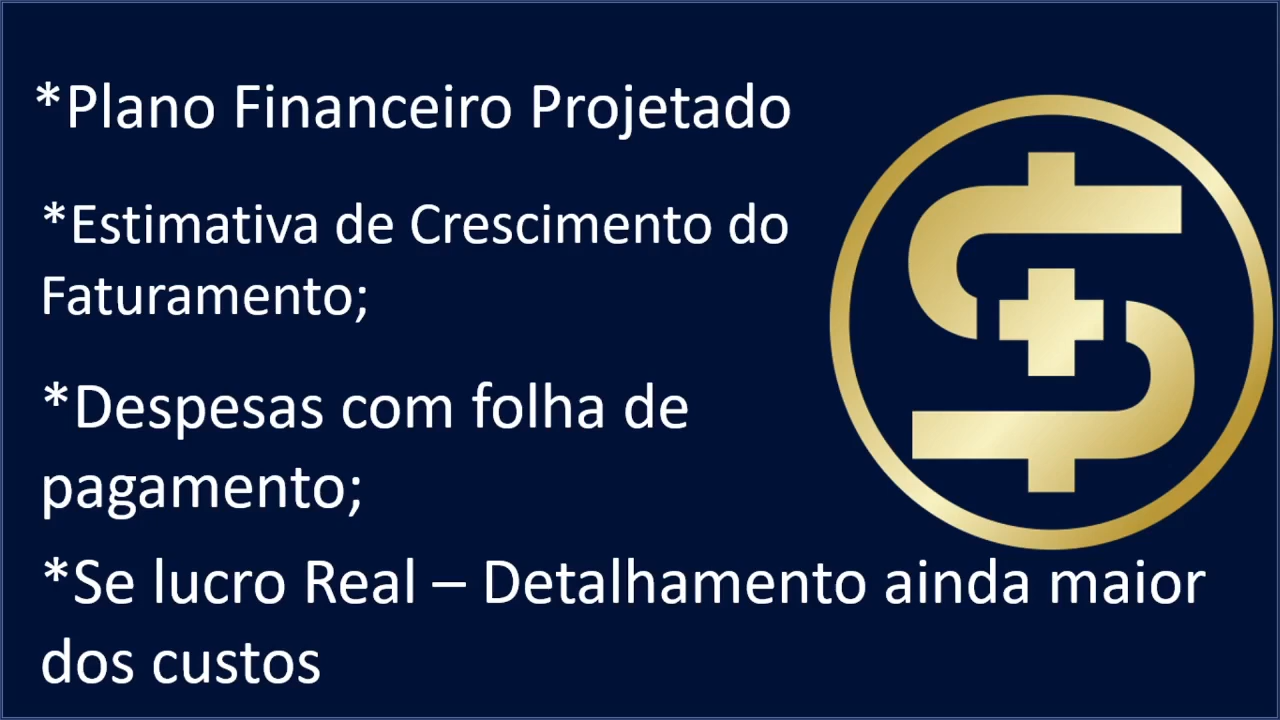 *Plano Financeiro Projetado
*Estimativa de Crescimento do
Faturamento;
*Despesas com folha de
pagamento;
*Se lucro Real – Detalhamento ainda maior
dos custos